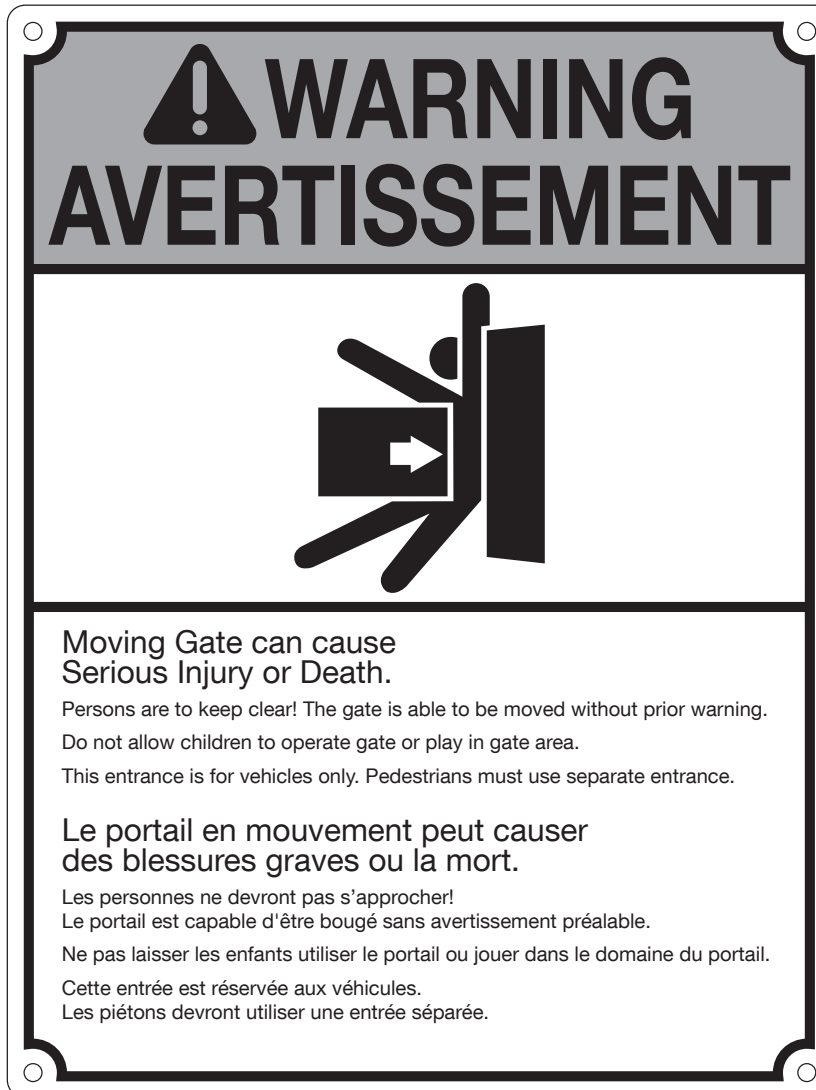 WARNING
AVERTISSEMENT
Moving Gate can cause
Serious Injury or Death.
Persons are to keep clear! The gate is able to be moved without prior warning.
Do not allow children to operate gate or play in gate area.
This entrance is for vehicles only. Pedestrians must use separate entrance.
Le portail en mouvement peut causer
des blessures graves ou la mort.
Les personnes ne devront pas s’approcher!
Le portail est capable d'être bougé sans avertissement préalable.
Ne pas laisser les enfants utiliser le portail ou jouer dans le domaine du portail.
Cette entrée est réservée aux véhicules.
Les piétons devront utiliser une entrée séparée.